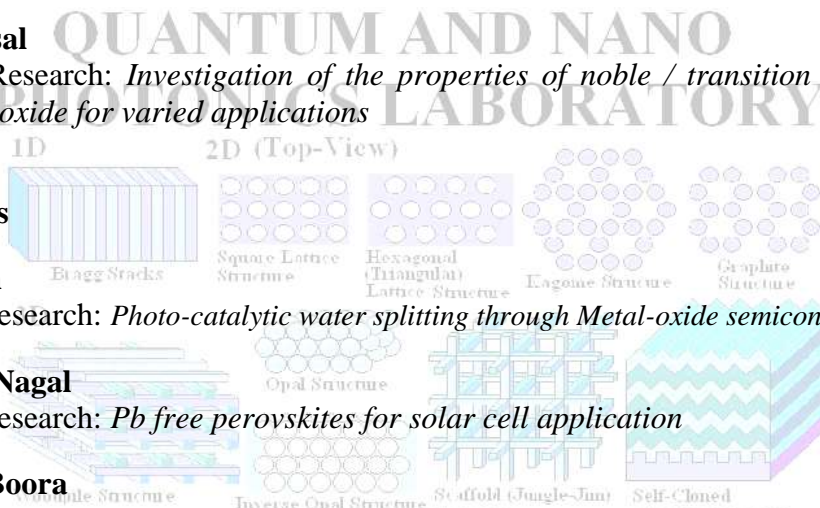 QUANTUM AND NANO
sal
Research: Investigation of the properties of noble / transition
PHOTONICS LABORATORY
oxide for varied applications
1D
2D (Top-View)
s
Square Lattice
Structure
Hexagonal
(Triangular)
Lattice Structure
Bragg Stacks
Kagome Structure
Graphite
Structure
esearch: Photo-catalytic water splitting through Metal-oxide semicon
Opal Structure
Nagal
esearch: Pb free perovskites for solar cell application
Boora
Woodpile Structure
Inverse Opal Structure
Scaffold (Jungle-Jim)
Self-Cloned